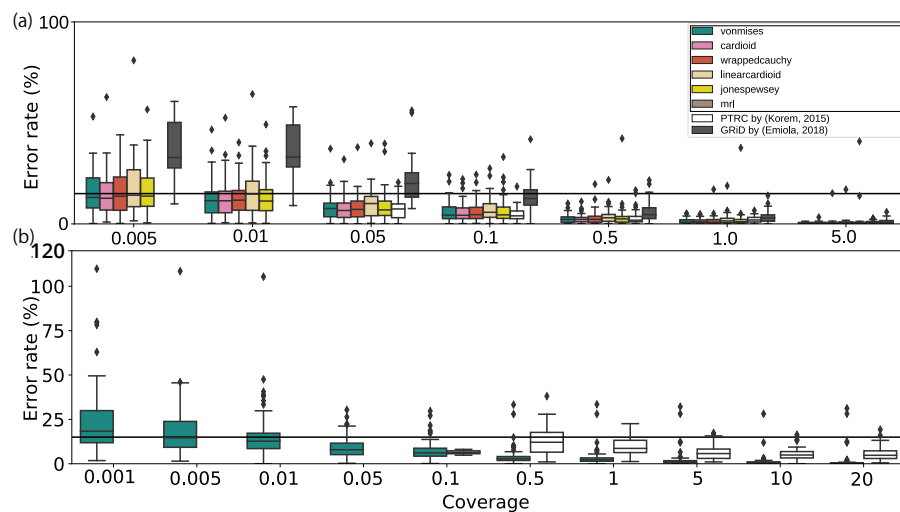 (a)
100
Error rate (%)
0
vonmises
cardioid
wrappedcauchy
linearcardioid
jonespewsey
mrl
PTRC by (Korem, 2015)
GRiD by (Emiola, 2018)
0.005 0.01 0.05 0.1 0.5 1.0 5.0
(b)
120
100
75
50
25
0
Error rate (%)
0.001 0.005 0.01 0.05 0.1 0.5 1 5 10 20
Coverage